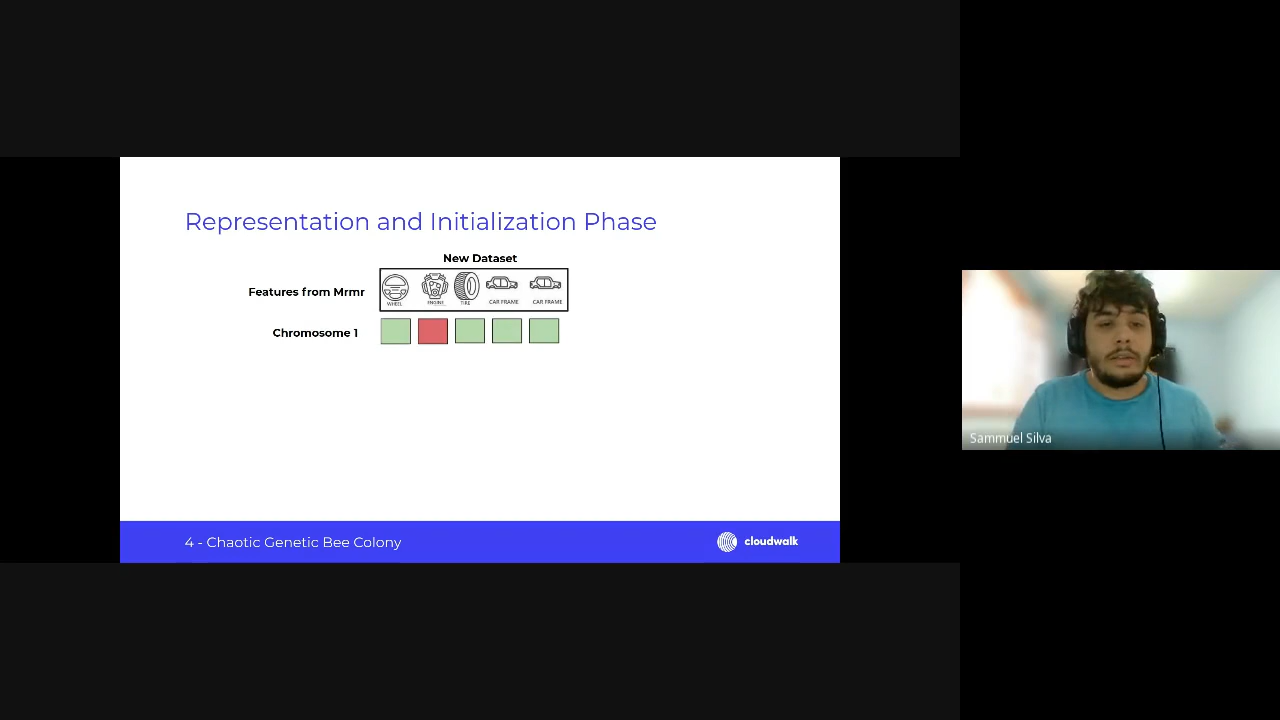 Representation and Initialization Phase
New Dataset
Features from Mrmr
WHEEL ENGINE TIRE CAR FRAME CAR FRAME
Chromosome 1
4 - Chaotic Genetic Bee Colony
cloudwalk
Sammuel Silva